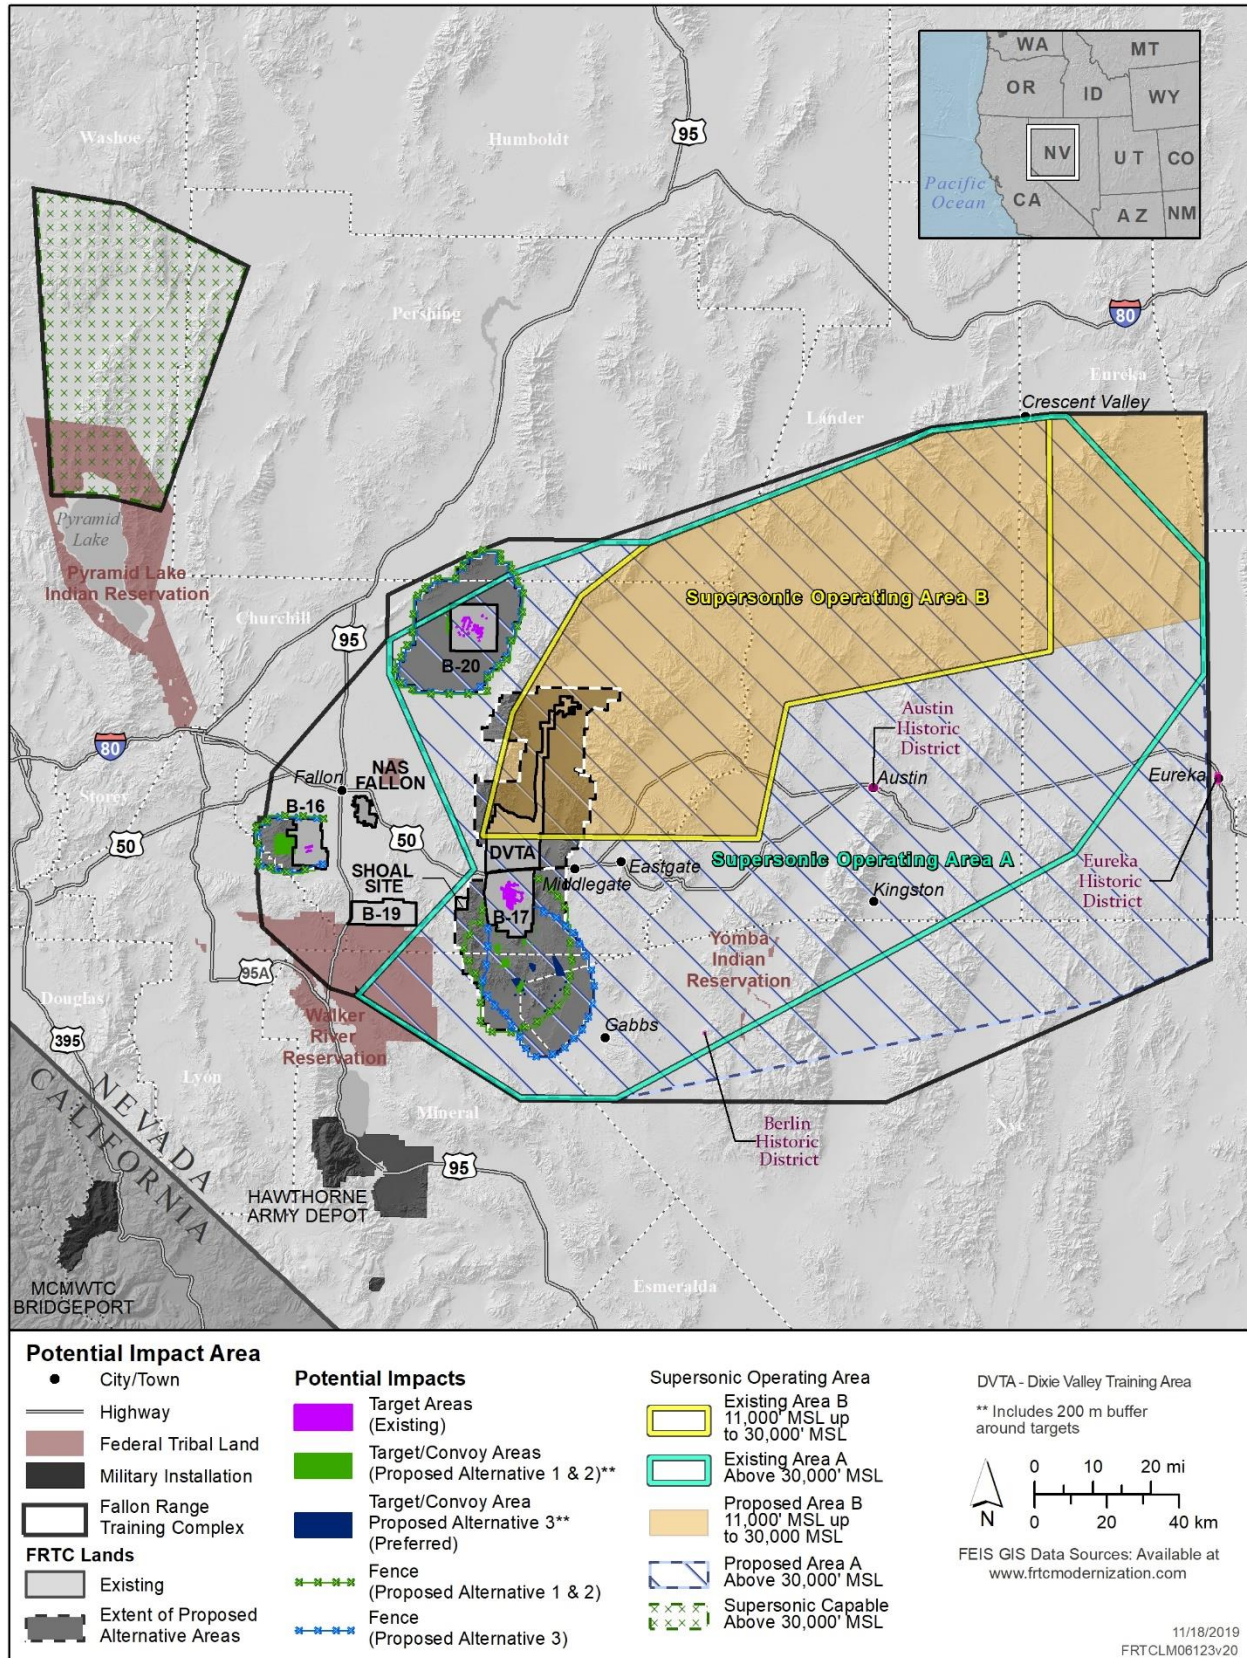 WA
MT
OR
ID
WY
NV
UT
CO
CA
AZ
NM
Pacific
Ocean
95
Washoe
Humboldt
Pershing
80
Eureka
Crescent Valley
Lander
Pyramid
Lake
Pyramid Lake
Indian Reservation
Churchill
95
Supersonic Operating Area B
B-20
80
NAS
FALLON
Fallon
Storey
B-16
50
50
Austin
Historic
District
Austin
Eureka
DVTA
SHOAL
SITE
Middlegate
Eastgate
Supersonic Operating Area A
Kingston
Eureka
Historic
District
B-19
B-17
95A
Yomba
Indian
Reservation
Douglas
395
Walker
River
Reservation
Gabbs
Lyon
Mineral
Berlin
Historic
District
Nye
NEVADA
CALIFORNIA
95
HAWTHORNE
ARMY DEPOT
MCMWTC
BRIDGEPORT
Esmeralda
Potential Impact Area
City/Town
Highway
Federal Tribal Land
Military Installation
Fallon Range
Training Complex
FRTC Lands
Existing
Extent of Proposed
Alternative Areas
Potential Impacts
Target Areas
(Existing)
Target/Convoy Areas
(Proposed Alternative 1 & 2)**
Target/Convoy Area
Proposed Alternative 3**
(Preferred)
Fence
(Proposed Alternative 1 & 2)
Fence
(Proposed Alternative 3)
Supersonic Operating Area
Existing Area B
11,000' MSL up
to 30,000' MSL
Existing Area A
Above 30,000' MSL
Proposed Area B
11,000' MSL up
to 30,000 MSL
Proposed Area A
Above 30,000' MSL
Supersonic Capable
Above 30,000' MSL
DVTA - Dixie Valley Training Area
** Includes 200 m buffer
around targets
N
0 10 20 mi
0 20 40 km
FEIS GIS Data Sources: Available at
www.frtcmodernization.com
11/18/2019
FRTCLM06123v20